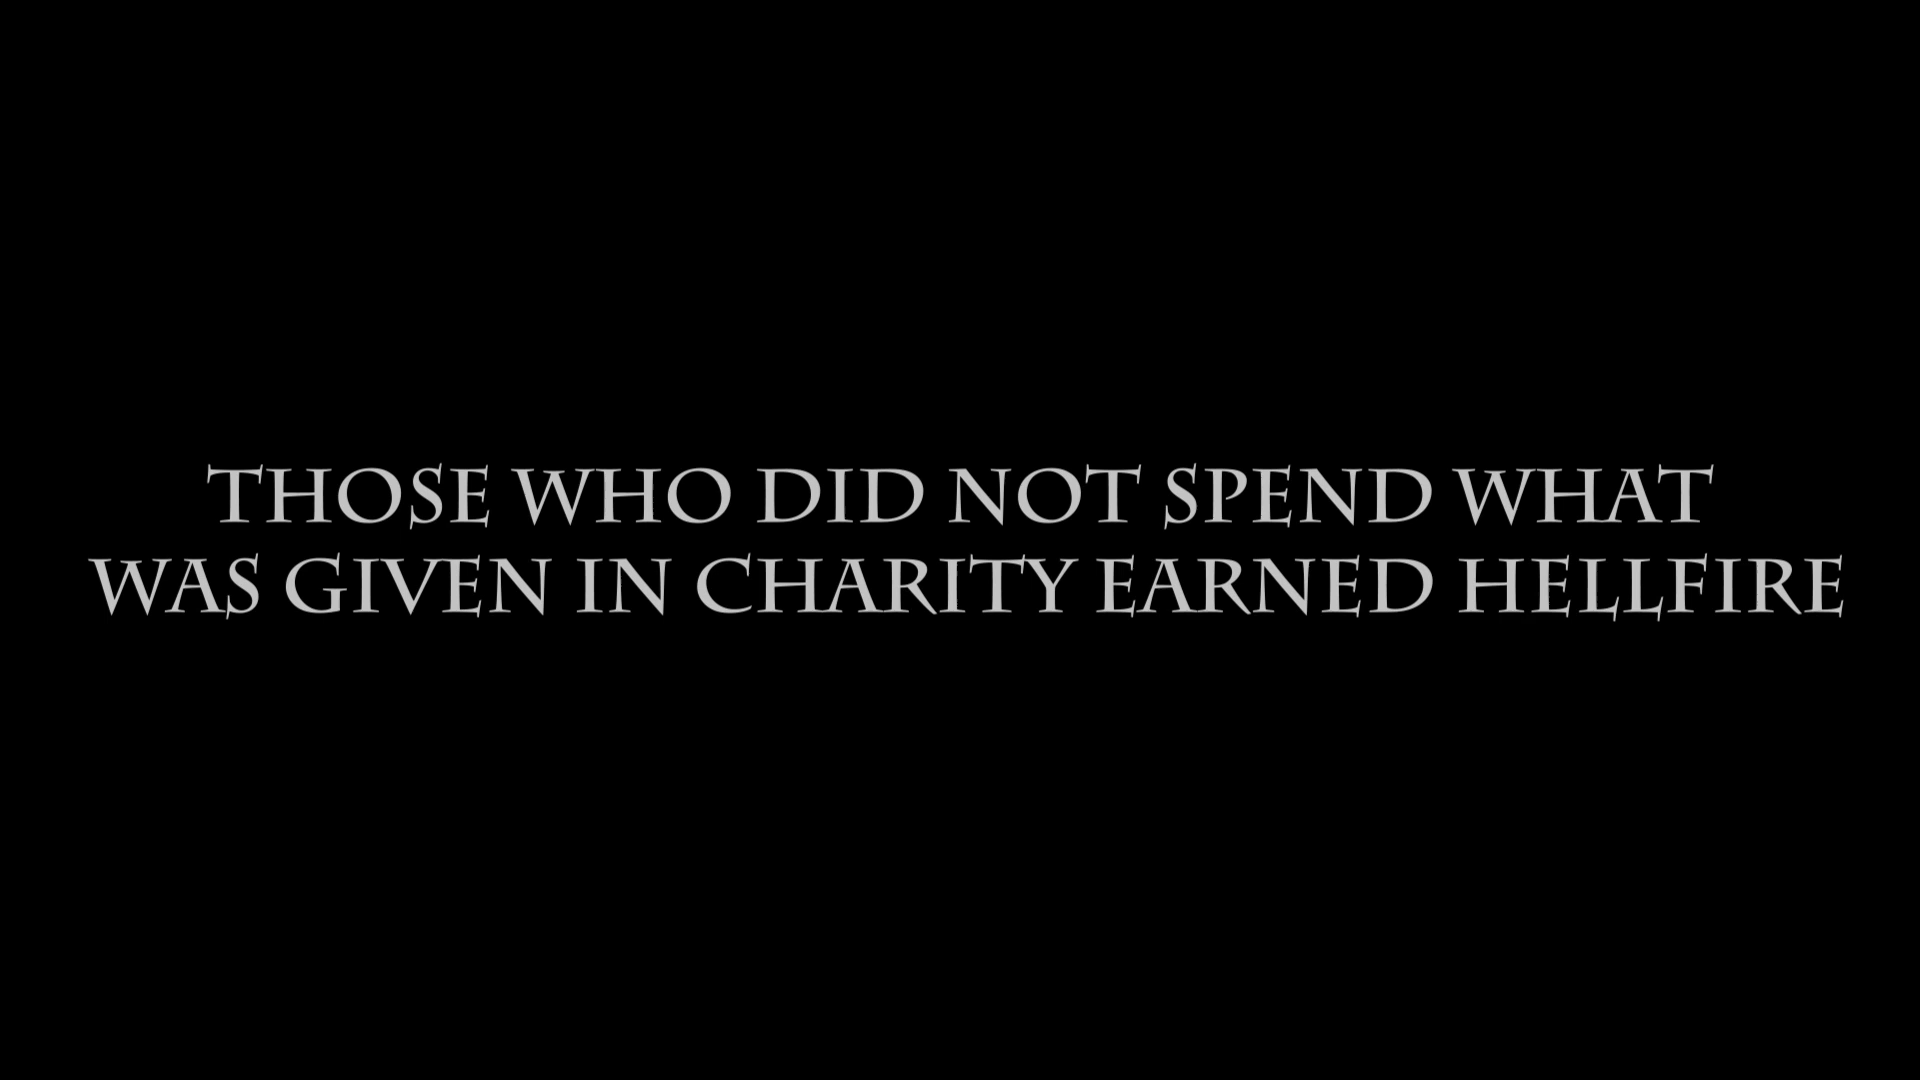 THOSE WHO DID NOT SPEND WHAT
WAS GIVEN IN CHARITY EARNED HELLFIRE